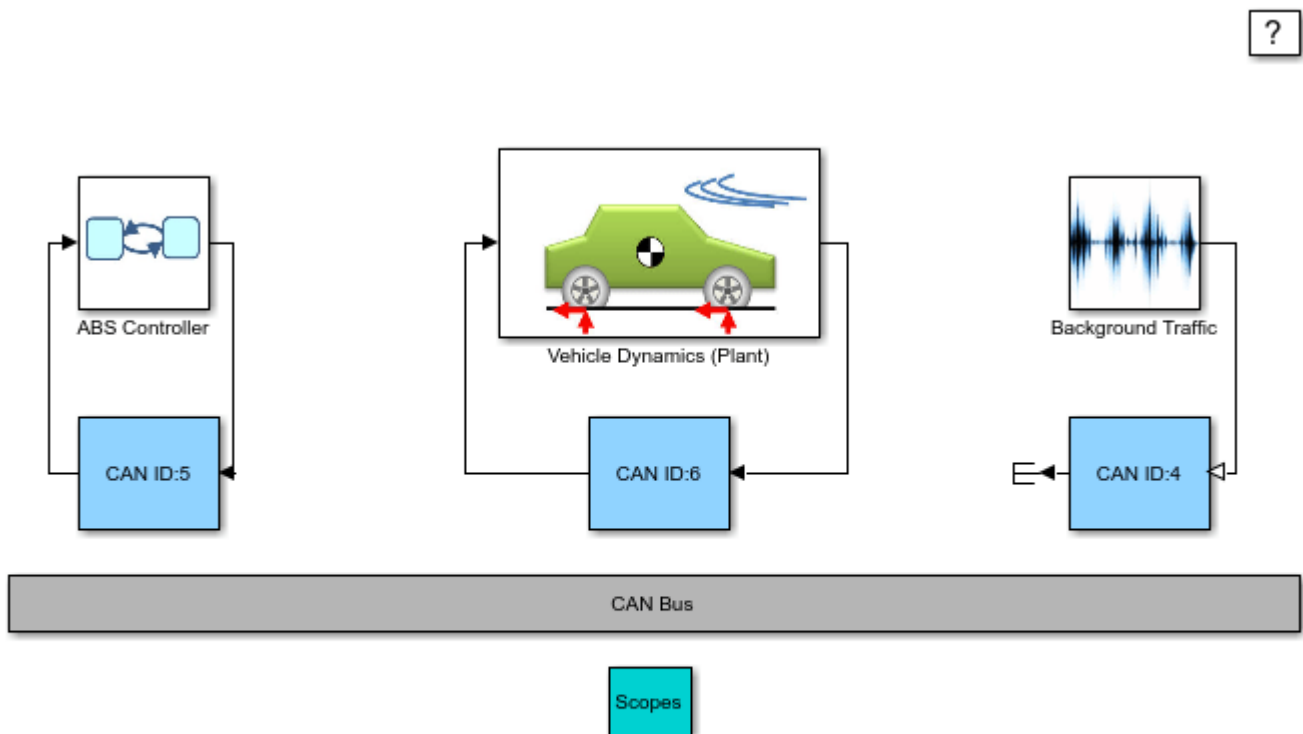 ?
ABS Controller
Vehicle Dynamics (Plant)
Background Traffic
CAN ID:5
CAN ID:6
CAN ID:4
CAN Bus
Scopes